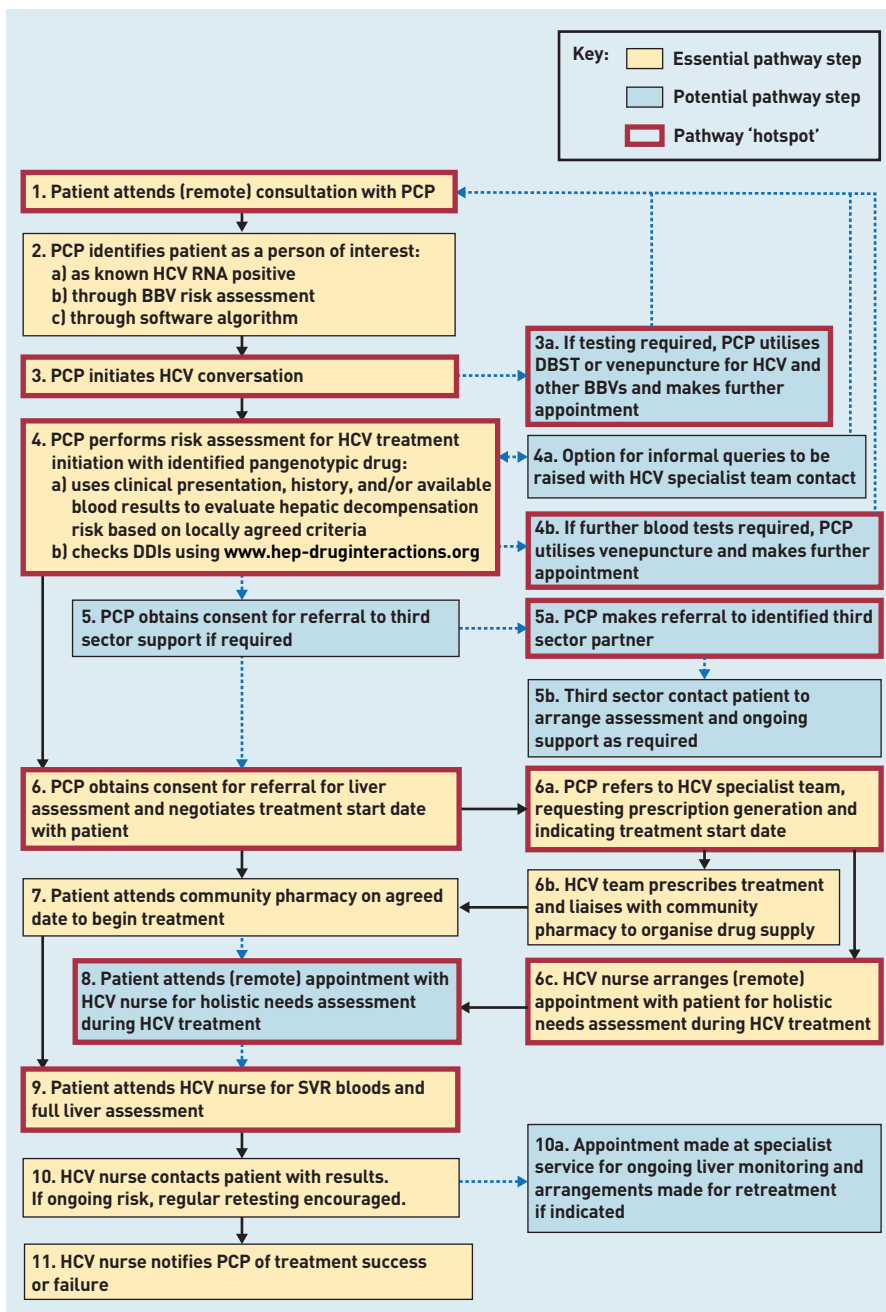 Key:
Essential pathway step
Potential pathway step
Pathway ‘hotspot’
1. Patient attends (remote) consultation with PCP
2. PCP identifies patient as a person of interest:
a) as known HCV RNA positive
b) through BBV risk assessment
c) through software algorithm
3. PCP initiates HCV conversation
3a. If testing required, PCP utilises
DBST or venepuncture for HCV and
other BBVs and makes further
appointment
4. PCP performs risk assessment for HCV treatment
initiation with identified pangenotypic drug:
a) uses clinical presentation, history, and/or available
blood results to evaluate hepatic decompensation
risk based on locally agreed criteria
b) checks DDIs using www.hep-druginteractions.org
4a. Option for informal queries to be
raised with HCV specialist team contact
4b. If further blood tests required, PCP
utilises venepuncture and makes further
appointment
5. PCP obtains consent for referral to third
sector support if required
5a. PCP makes referral to identified third
sector partner
5b. Third sector contact patient to
arrange assessment and ongoing
support as required
6. PCP obtains consent for referral for liver
assessment and negotiates treatment start date
with patient
6a. PCP refers to HCV specialist team,
requesting prescription generation and
indicating treatment start date
7. Patient attends community pharmacy on agreed
date to begin treatment
6b. HCV team prescribes treatment
and liaises with community
pharmacy to organise drug supply
8. Patient attends (remote) appointment with
HCV nurse for holistic needs assessment
during HCV treatment
6c. HCV nurse arranges (remote)
appointment with patient for holistic
needs assessment during HCV treatment
9. Patient attends HCV nurse for SVR bloods and
full liver assessment
10. HCV nurse contacts patient with results.
If ongoing risk, regular retesting encouraged.
10a. Appointment made at specialist
service for ongoing liver monitoring and
arrangements made for retreatment
if indicated
11. HCV nurse notifies PCP of treatment success
or failure